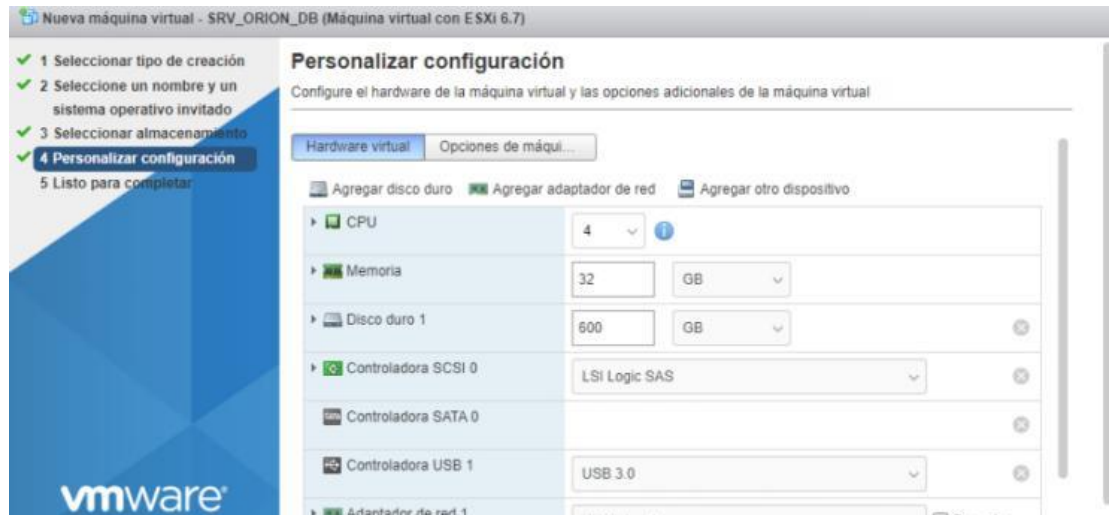 Nueva máquina virtual - SRV_ORION_DB (Máquina virtual con ESXi 6.7)
1 Seleccionar tipo de creación
2 Seleccione un nombre y un
sistema operativo invitado
3 Seleccionar almacenamiento
4 Personalizar configuración
5 Listo para completar
vmware
Personalizar configuración
Configure el hardware de la máquina virtual y las opciones adicionales de la máquina virtual
Hardware virtual Opciones de máqui...
Agregar disco duro Agregar adaptador de red Agregar otro dispositivo
CPU 4
Memoria 32 GB
Disco duro 1 600 GB
Controladora SCSI 0 LSI Logic SAS
Controladora SATA 0
Controladora USB 1 USB 3.0
Adaptador de red 1